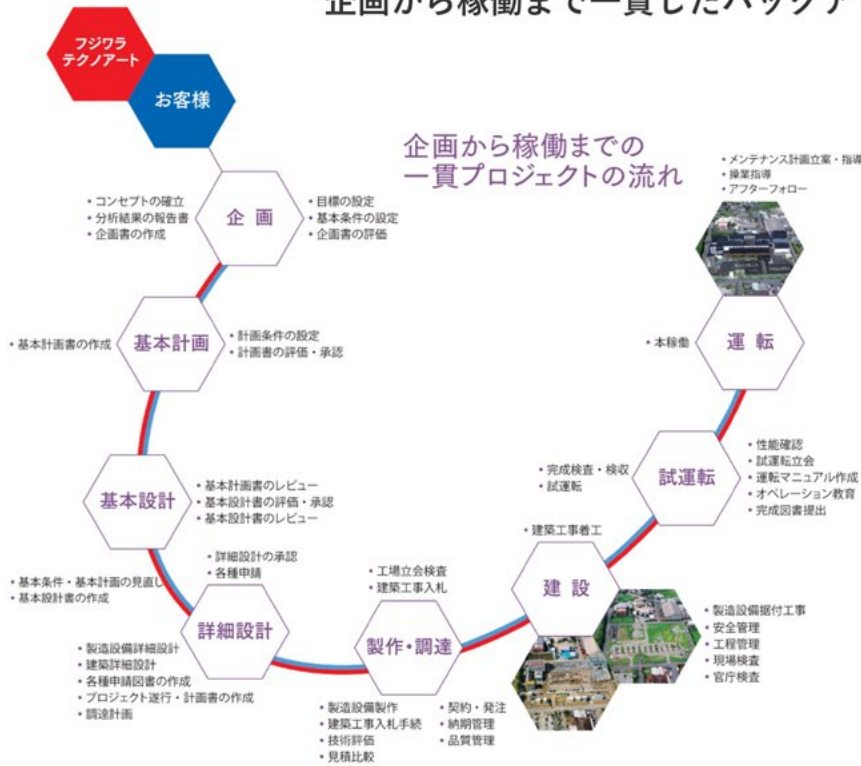 企画から稼働まで一貫したバックア
フジワラ
テクノアート
お客様
企画から稼働までの
一貫プロジェクトの流れ
・メンテナンス計画立案・指導
・操業指導
・アフターフォロー
・コンセプトの確立
・分析結果の報告書
・企画書の作成
企画
・目標の設定
・基本条件の設定
・企画書の評価
・基本計画書の作成
基本計画
・計画条件の設定
・計画書の評価・承認
・本稼働
運転
基本設計
・基本計画書のレビュー
・基本設計書の評価・承認
・基本設計書のレビュー
・完成検査・検収
・試運転
試運転
・性能確認
・試運転立会
・運転マニュアル作成
・オペレーション教育
・完成図書提出
・基本条件・基本計画の見直し
・基本設計書の作成
・詳細設計の承認
・各種申請
詳細設計
・製造設備詳細設計
・建築詳細設計
・各種申請図書の作成
・プロジェクト遂行・計画書の作成
・調達計画
・工場立会検査
・建築工事入札
製作・調達
・製造設備製作
・建築工事入札手続
・技術評価
・見積比較
・契約・発注
・納期管理
・品質管理
・建築工事着工
建設
・製造設備据付工事
・安全管理
・工程管理
・現場検査
・官庁検査